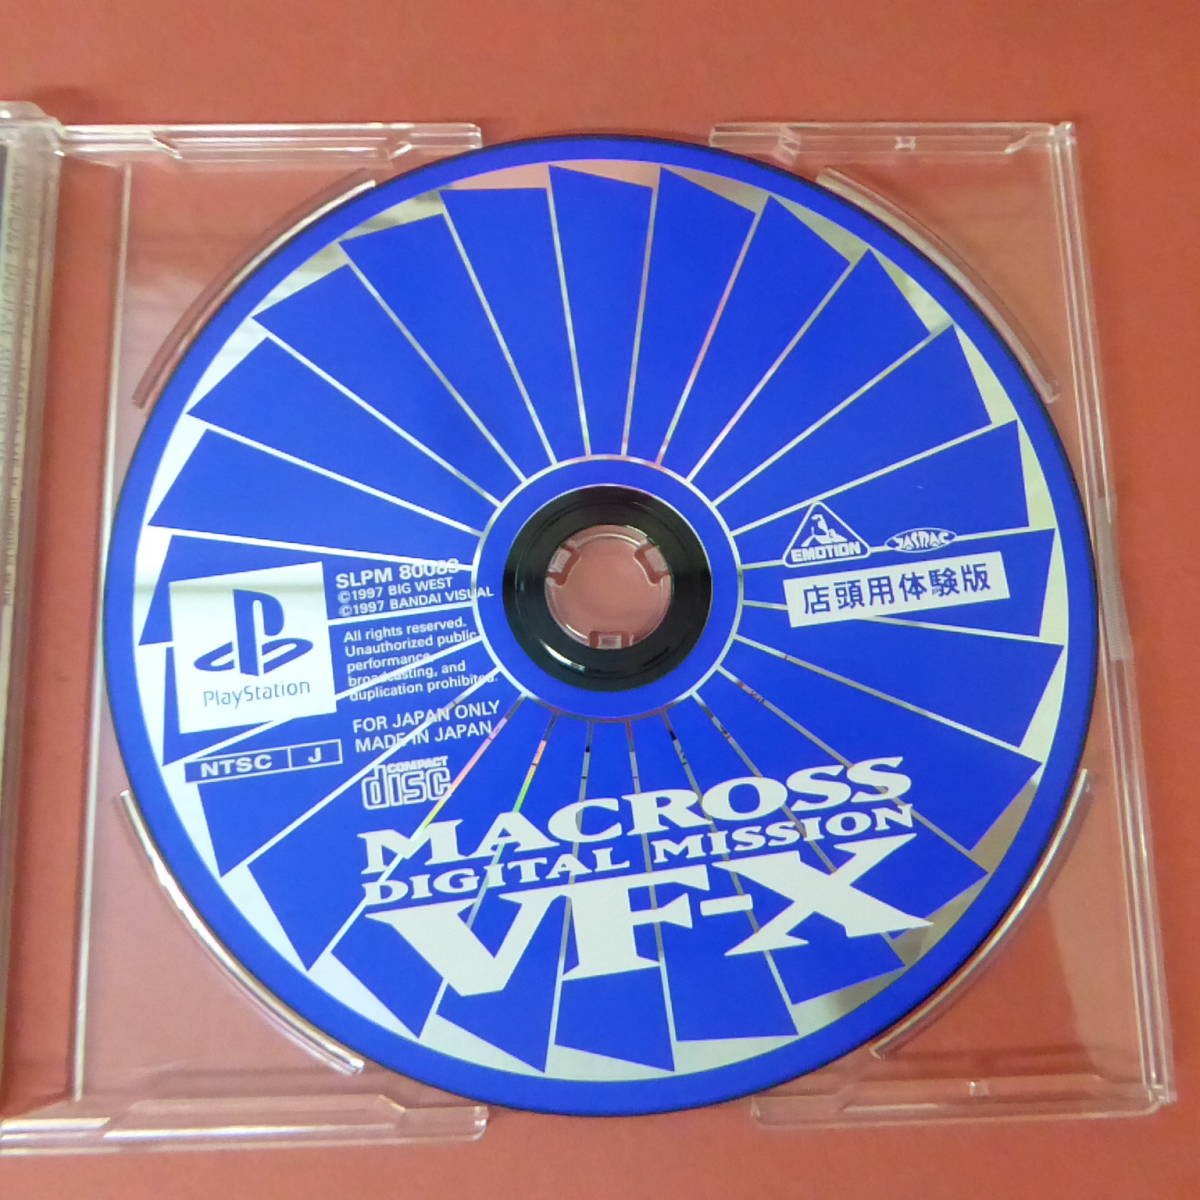 PlayStation
NTSC J
SLPM
©1997 BIG WEST
©1997 BANDAI VISUAL
All rights reserved.
Unauthorized public
performance,
broadcasting, and
duplication prohibited.
FOR JAPAN ONLY
MADE IN JAPAN
COMPACT
disc
EMOTION
JASRAC
店頭用体験版
MACROSS
DIGITAL MISSION
VF-X